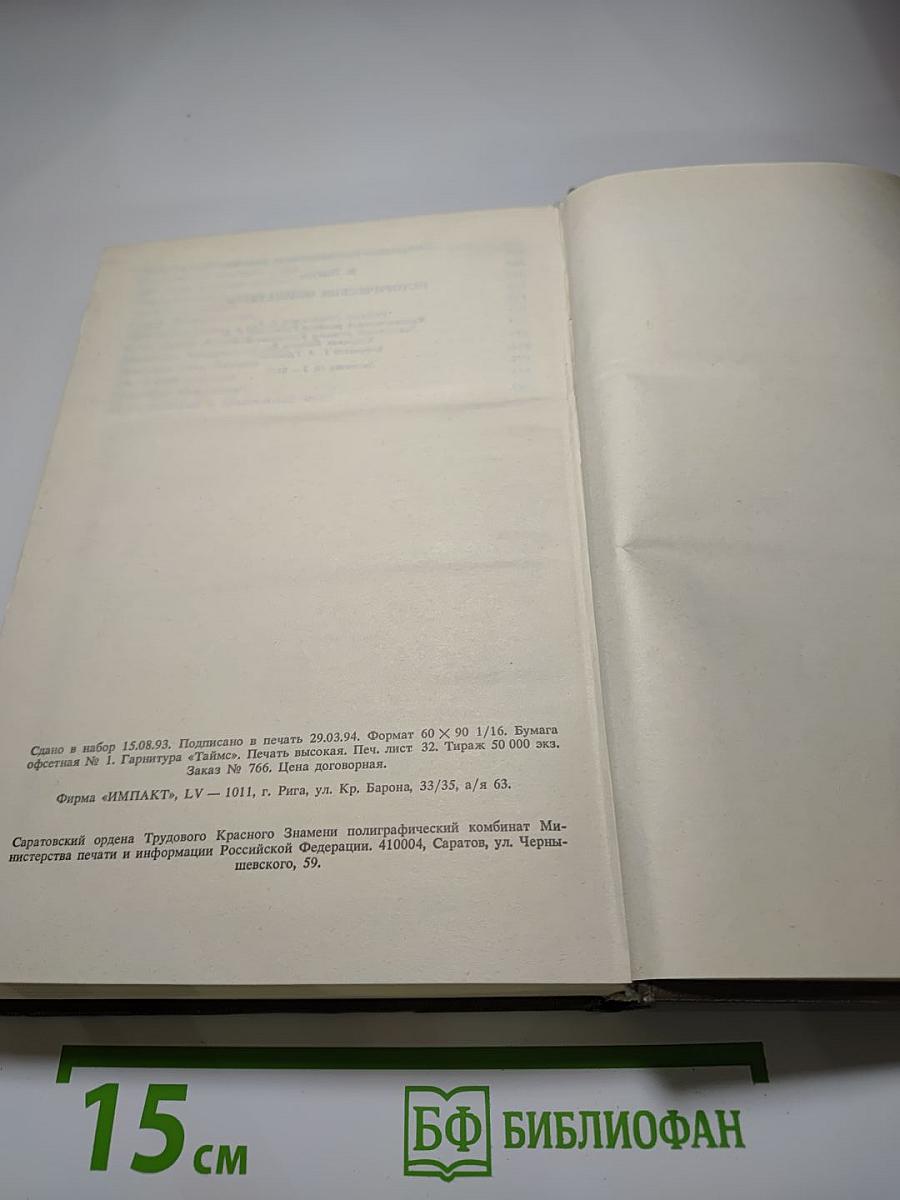 Сдано в набор 15.08.93. Подписано в печать 29.03.94. Формат 60 × 90 1/16. Бумага
офсетная № 1. Гарнитура «Таймс». Печать высокая. Печ. лист 32. Тираж 50 000 экз.
Заказ № 766. Цена договорная.
Фирма «ИМПАКТ», LV — 1011, г. Рига, ул. Кр. Барона, 33/35, а/я 63.
Саратовский ордена Трудового Красного Знамени полиграфический комбинат Ми-
нистерства печати и информации Российской Федерации. 410004, Саратов, ул. Черны-
шевского, 59.
15 см
БФ БИБЛИОФАН